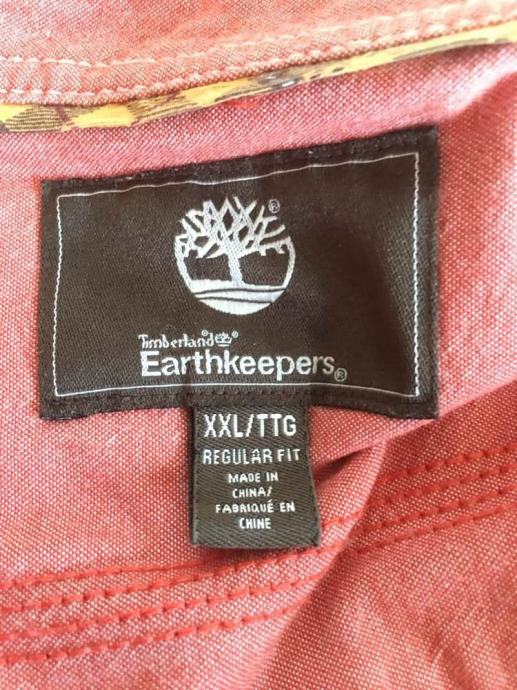 ®
Timberland®®
Earthkeepers®
XXL/TTG
REGULAR FIT
MADE IN
CHINA/
FABRIQUÉ EN
CHINE